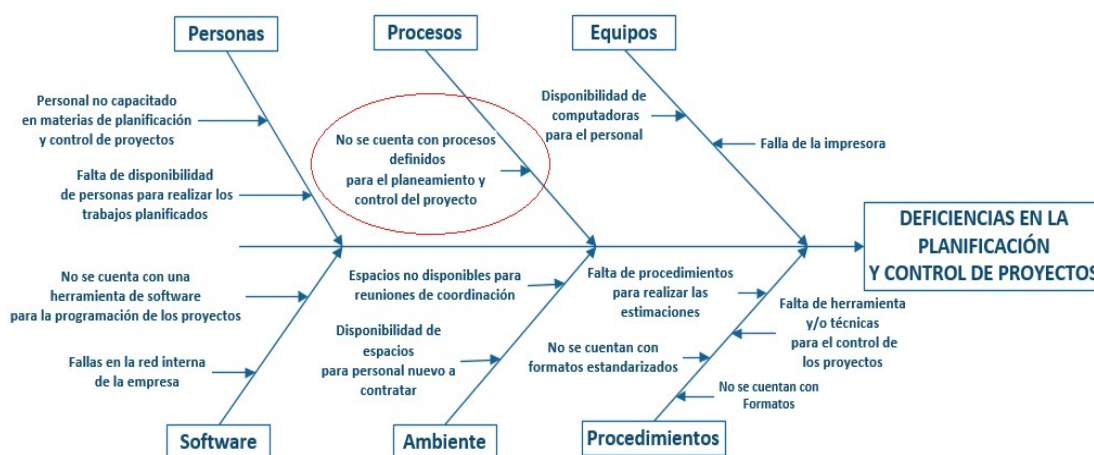 Personas
Procesos
Equipos
Personal no capacitado
en materias de planificación
y control de proyectos
Falta de disponibilidad
de personas para realizar los
trabajos planificados
No se cuenta con procesos
definidos
para el planeamiento y
control del proyecto
Disponibilidad de
computadoras
para el personal
Falla de la impresora
DEFICIENCIAS EN LA
PLANIFICACIÓN
Y CONTROL DE PROYECTOS
No se cuenta con una
herramienta de software
para la programación de los proyectos
Fallas en la red interna
de la empresa
Espacios no disponibles para
reuniones de coordinación
Disponibilidad de
espacios
para personal nuevo a
contratar
Falta de procedimientos
para realizar las
estimaciones
Falta de herramienta
y/o técnicas
para el control de
los proyectos
No se cuentan con
formatos estandarizados
No se cuentan con
Formatos
Software
Ambiente
Procedimientos